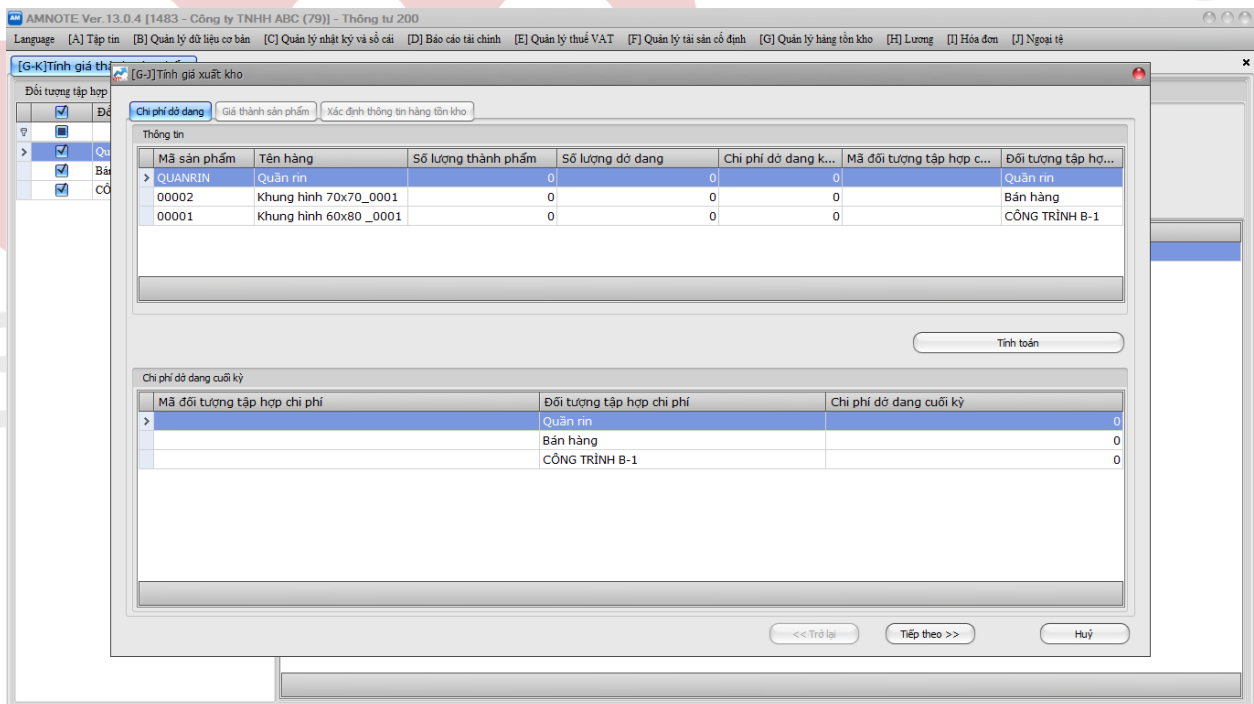 AMNOTE Ver.13.0.4 [1483 - Công ty TNHH ABC (79)] - Thông tư 200
Language [A] Tập tin [B] Quản lý dữ liệu cơ bản [C] Quản lý nhật ký và sổ cái [D] Báo cáo tài chính [E] Quản lý thuế VAT [F] Quản lý tài sản cố định [G] Quản lý hàng tồn kho [H] Lương [I] Hóa đơn [J] Ngoại tệ
[G-K]Tính giá
[G-J]Tính giá xuất kho
Đối tượng tập hợp
Chi phí dở dang Giá thành sản phẩm Xác định thông tin hàng tồn kho
Thông tin
Mã sản phẩm Tên hàng Số lượng thành phẩm Số lượng dở dang Chi phí dở dang k... Mã đối tượng tập hợp c... Đối tượng tập hợ...
QUANRIN Quần rin 0 0 0 Quần rin
00002 Khung hình 70x70_0001 0 0 0 Bán hàng
00001 Khung hình 60x80 _0001 0 0 0 CÔNG TRÌNH B-1
Tính toán
Chi phí dở dang cuối kỳ
Mã đối tượng tập hợp chi phí Đối tượng tập hợp chi phí Chi phí dở dang cuối kỳ
Quần rin 0
Bán hàng 0
CÔNG TRÌNH B-1 0
<< Trở lại Tiếp theo >> Huỷ